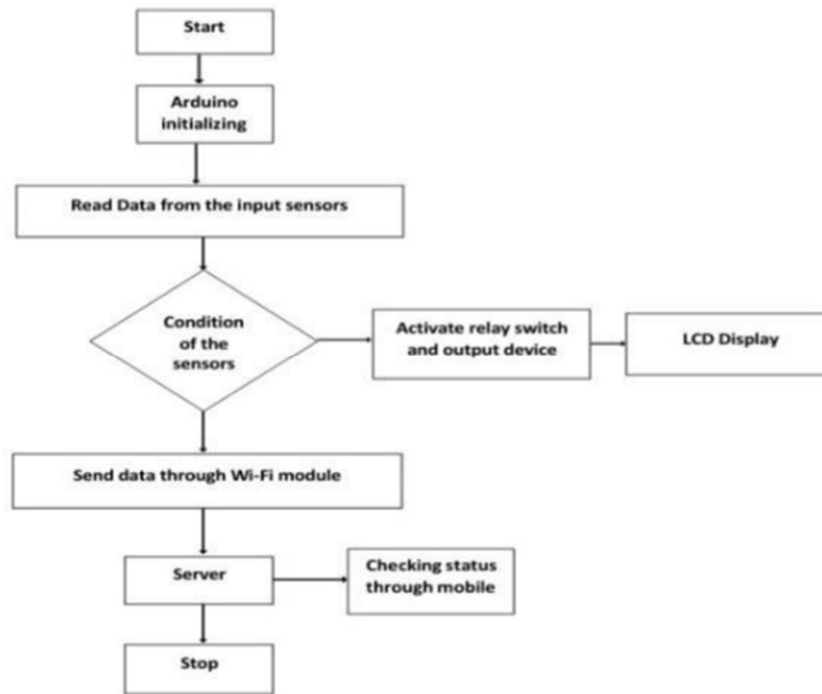 Start
Arduino
initializing
Read Data from the input sensors
Condition
of the
sensors
Activate relay switch
and output device
LCD Display
Send data through Wi-Fi module
Server
Checking status
through mobile
Stop